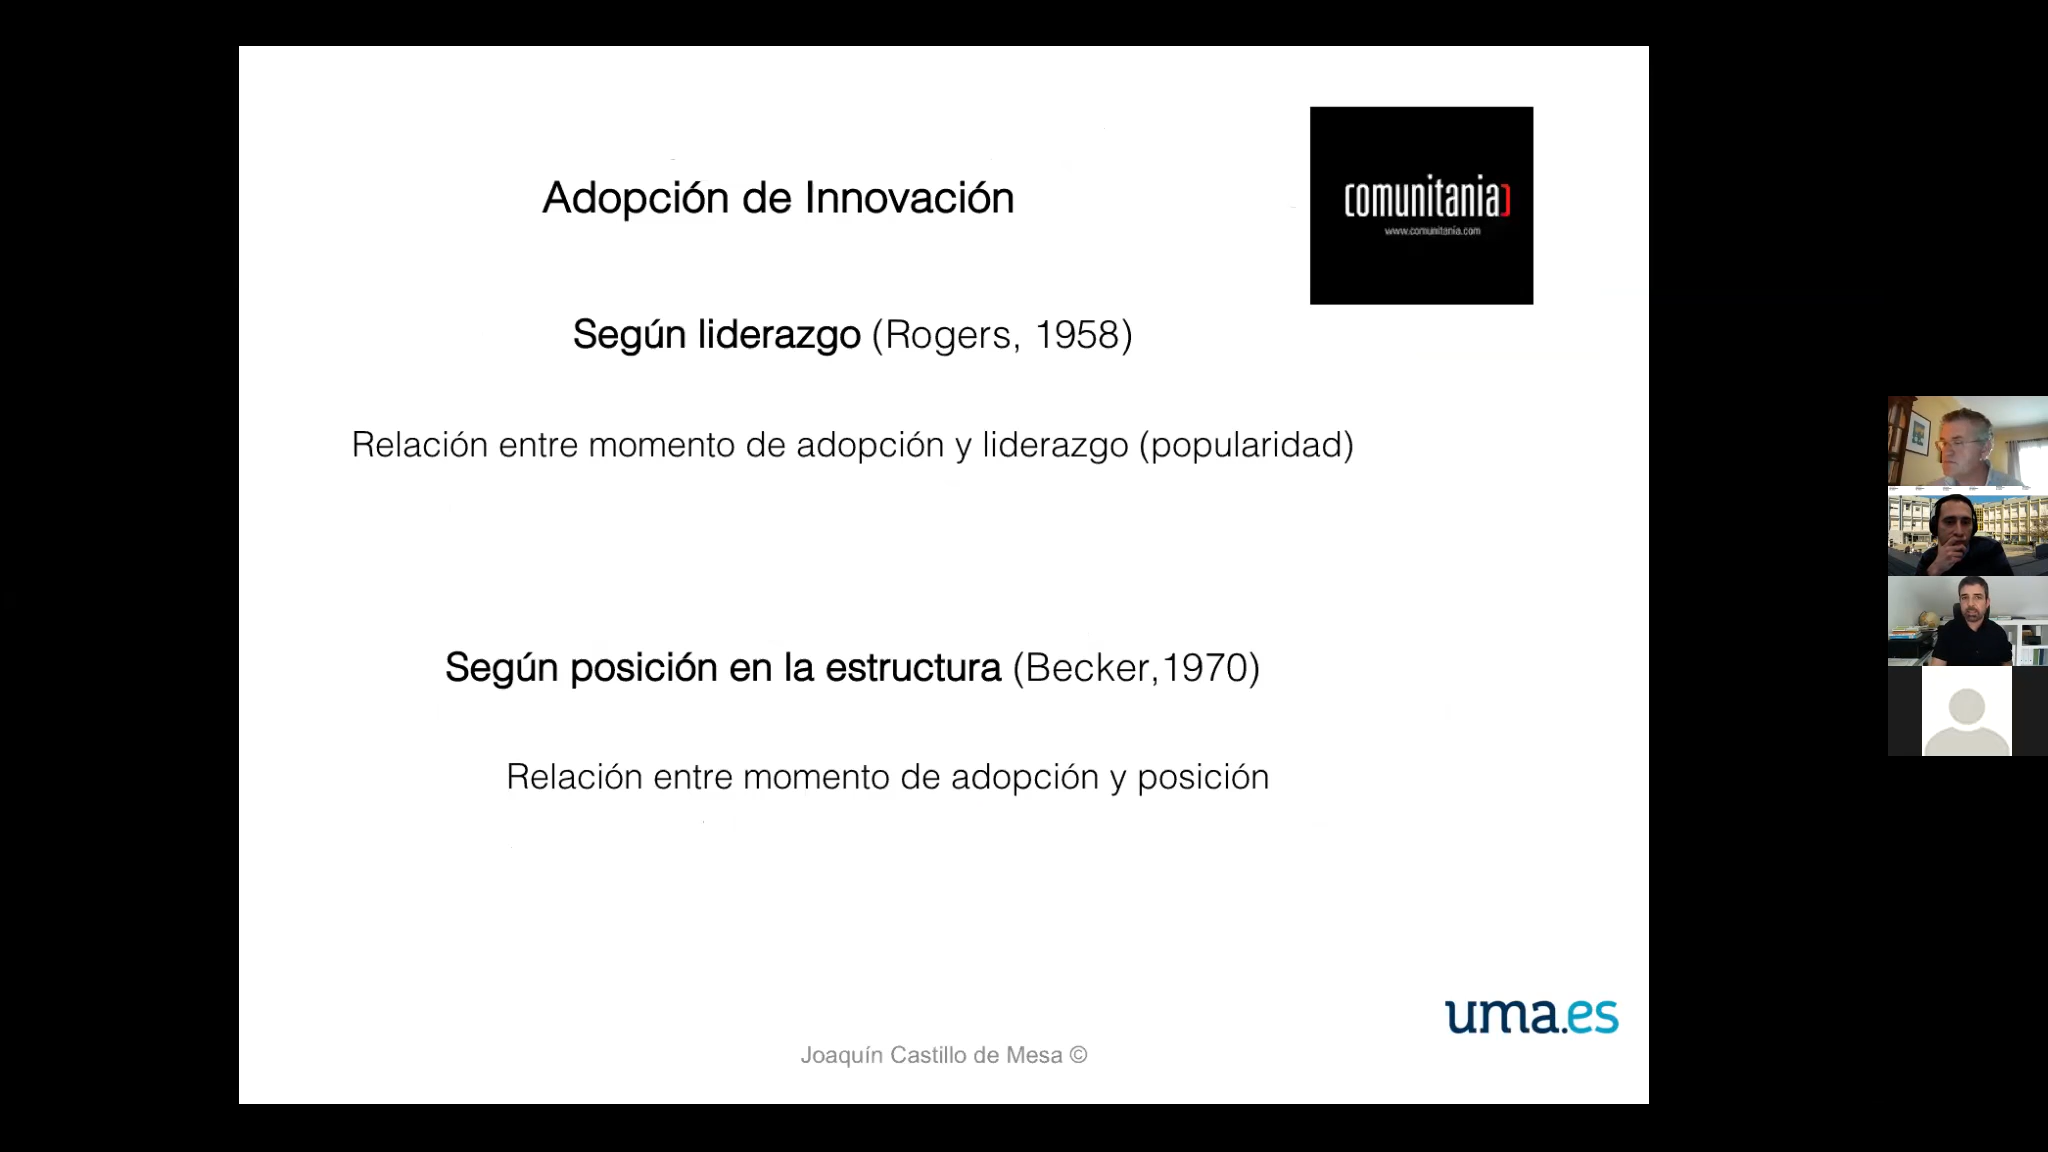 Adopción de Innovación
comunitania
www.comunitania.com
Según liderazgo (Rogers, 1958)
Relación entre momento de adopción y liderazgo (popularidad)
Según posición en la estructura (Becker,1970)
Relación entre momento de adopción y posición
uma.es
Joaquín Castillo de Mesa ©